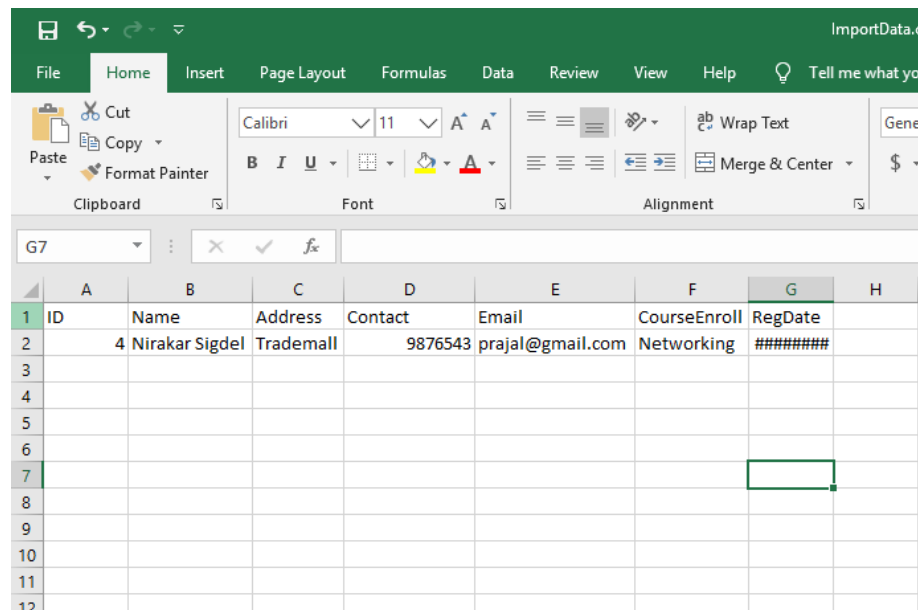 ImportData.
File Home Insert Page Layout Formulas Data Review View Help Tell me what yo
Cut
Copy
Paste
Format Painter
Calibri 11 A A
B I U A
ab Wrap Text
Merge & Center
Gene
$
Clipboard Font Alignment
G7 fx
A B C D E F G H
1 ID Name Address Contact Email CourseEnroll RegDate
2 4 Nirakar Sigdel Trademall 9876543 prajal@gmail.com Networking ########
3
4
5
6
7
8
9
10
11
12